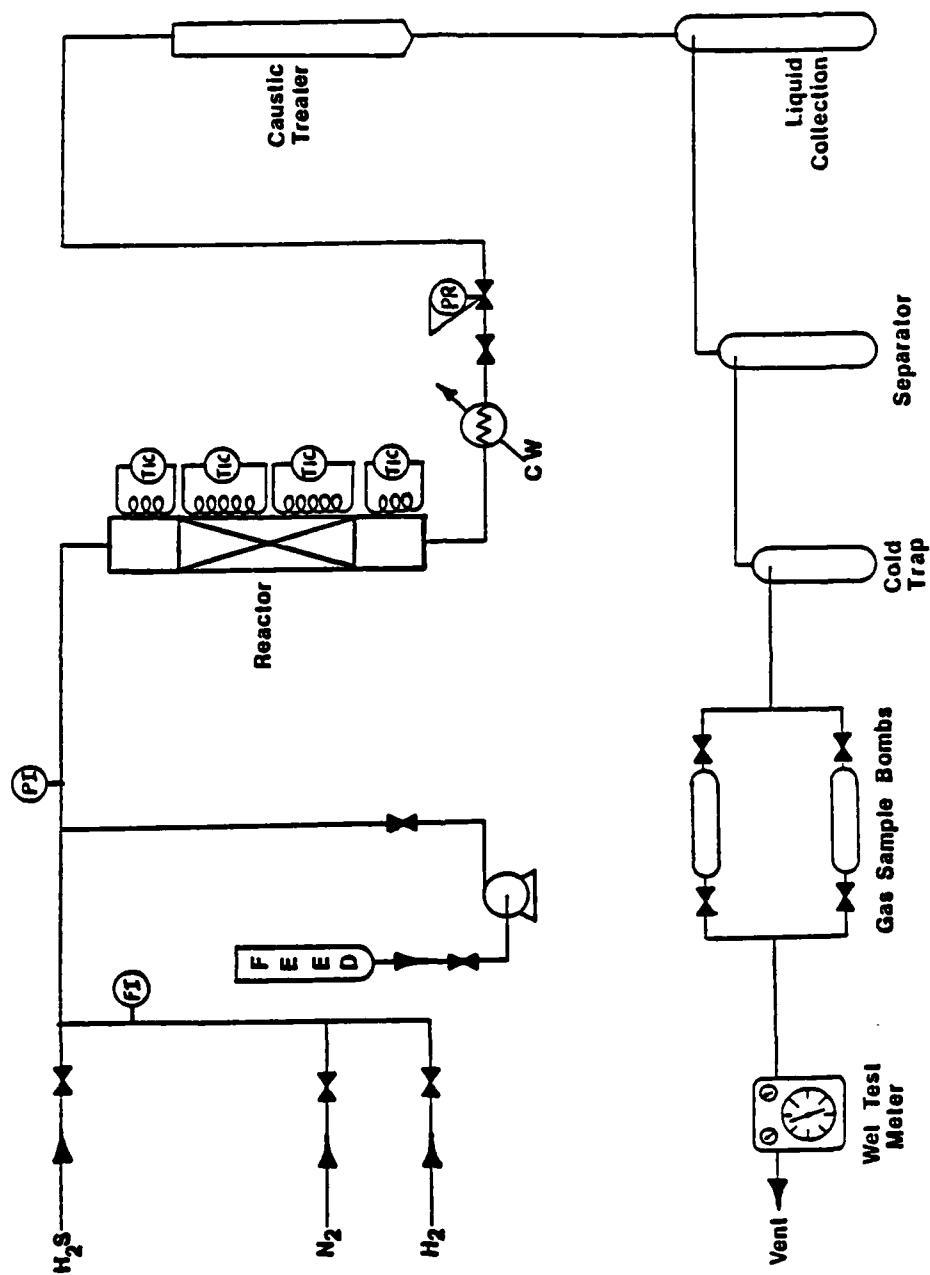 H2S
N2
H2
FI
FEED
PI
Reactor
TIC
TIC
TIC
TIC
CW
PR
Caustic
Treater
Liquid
Collection
Separator
Cold
Trap
Gas Sample Bombs
Wet Test
Meter
Vent